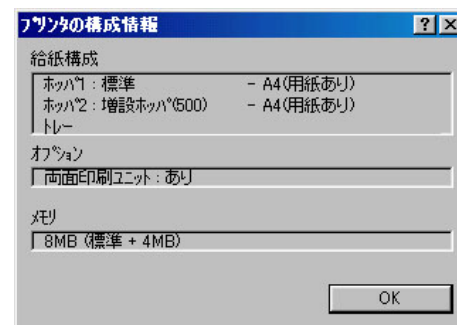 プリンタの構成情報
給紙構成
ホッパ1：標準 - A4(用紙あり)
ホッパ2：増設ホッパ(500) - A4(用紙あり)
トレー
オプション
両面印刷ユニット：あり
メモリ
8MB (標準 + 4MB)
OK